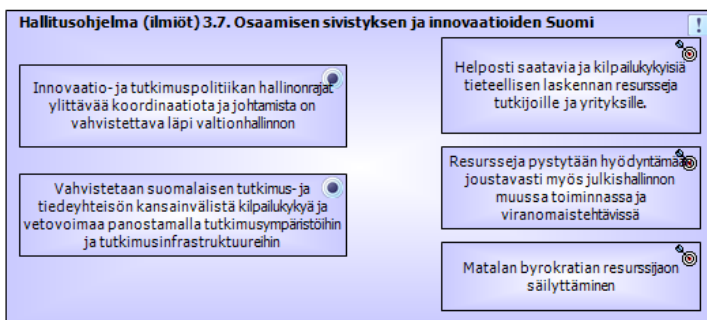 Hallitusohjelma (ilmiöt) 3.7. Osaamisen sivistyksen ja innovaatioiden Suomi
!
Innovaatio- ja tutkimuspolitiikan hallinonrajat
ylittävää koordinaatiota ja johtamista on
vahvistettava läpi valtionhallinnon
Vahvistetaan suomalaisen tutkimus- ja
tiedeyhteisön kansainvälistä kilpailukykyä ja
vetovoimaa panostamalla tutkimusympäristöihin
ja tutkimusinfrastruktuureihin
Helposti saatavia ja kilpailukykyisiä
tieteellisen laskennan resursseja
tutkijoille ja yrityksille.
Resursseja pystytään hyödyntämään
joustavasti myös julkishallinnon
muussa toiminnassa ja
viranomaistehtävissä
Matalan byrokratian resurssijaon
säilyttäminen